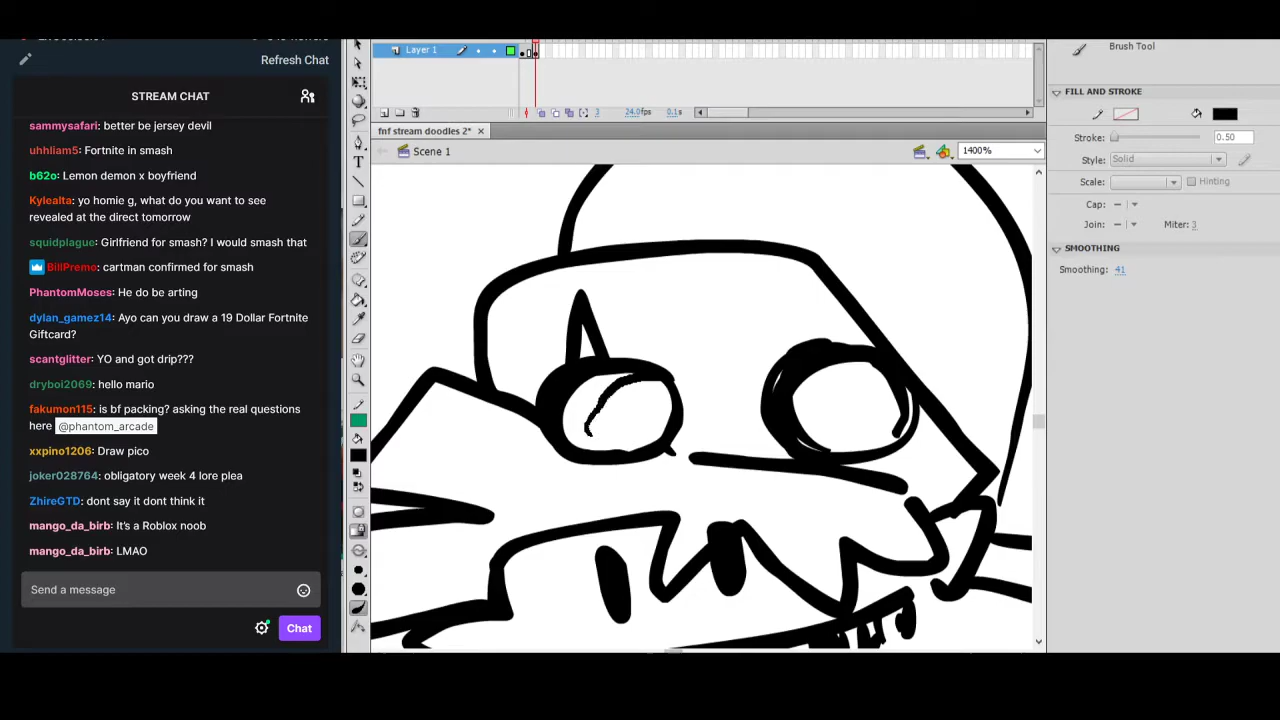 Refresh Chat
STREAM CHAT
sammysafari: better be jersey devil
uhhliam5: Fortnite in smash
b62o: Lemon demon x boyfriend
Kylealta: yo homie g, what do you want to see
revealed at the direct tomorrow
squidplague: Girlfriend for smash? I would smash that
BillPremo: cartman confirmed for smash
PhantomMoses: He do be arting
dylan_gamez14: Ayo can you draw a 19 Dollar Fortnite
Giftcard?
scantglitter: YO and got drip???
dryboi2069: hello mario
fakumon115: is bf packing? asking the real questions
here @phantom_arcade
xxpino1206: Draw pico
joker028764: obligatory week 4 lore plea
ZhireGTD: dont say it dont think it
mango_da_birb: It's a Roblox noob
mango_da_birb: LMAO
Send a message
Chat
Layer 1
3 24.0fps 0.1s
fnf stream doodles 2*
Scene 1
1400%
Brush Tool
FILL AND STROKE
Stroke: 0.50
Style: Solid
Scale: Hinting
Cap:
Join: Miter: 3
SMOOTHING
Smoothing: 41